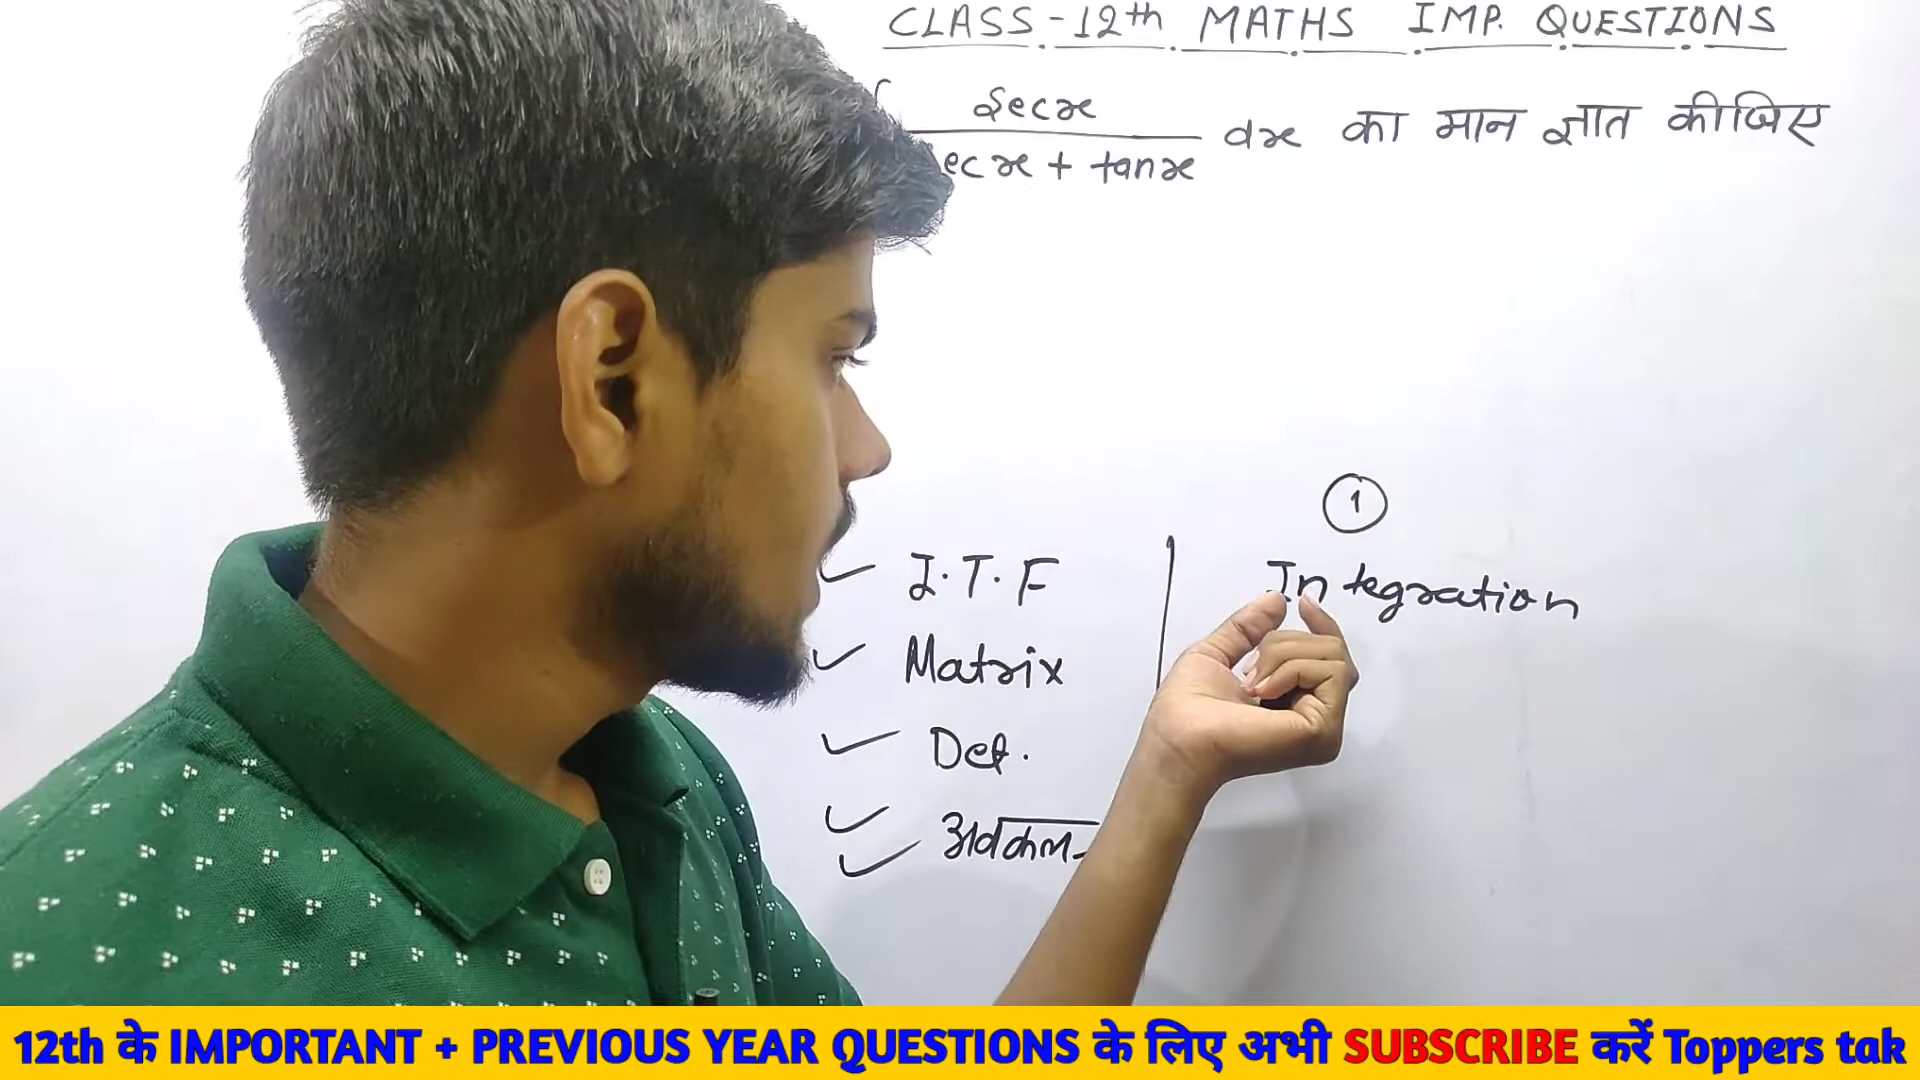 CLASS-12th MATHS IMP. QUESTIONS
∫ secx
ecx + tanx dx का मान ज्ञात कीजिए
1
I.T.F
Integration
Matrix
Det.
अवकलन
12th के IMPORTANT + PREVIOUS YEAR QUESTIONS के लिए अभी SUBSCRIBE करें Toppers tak